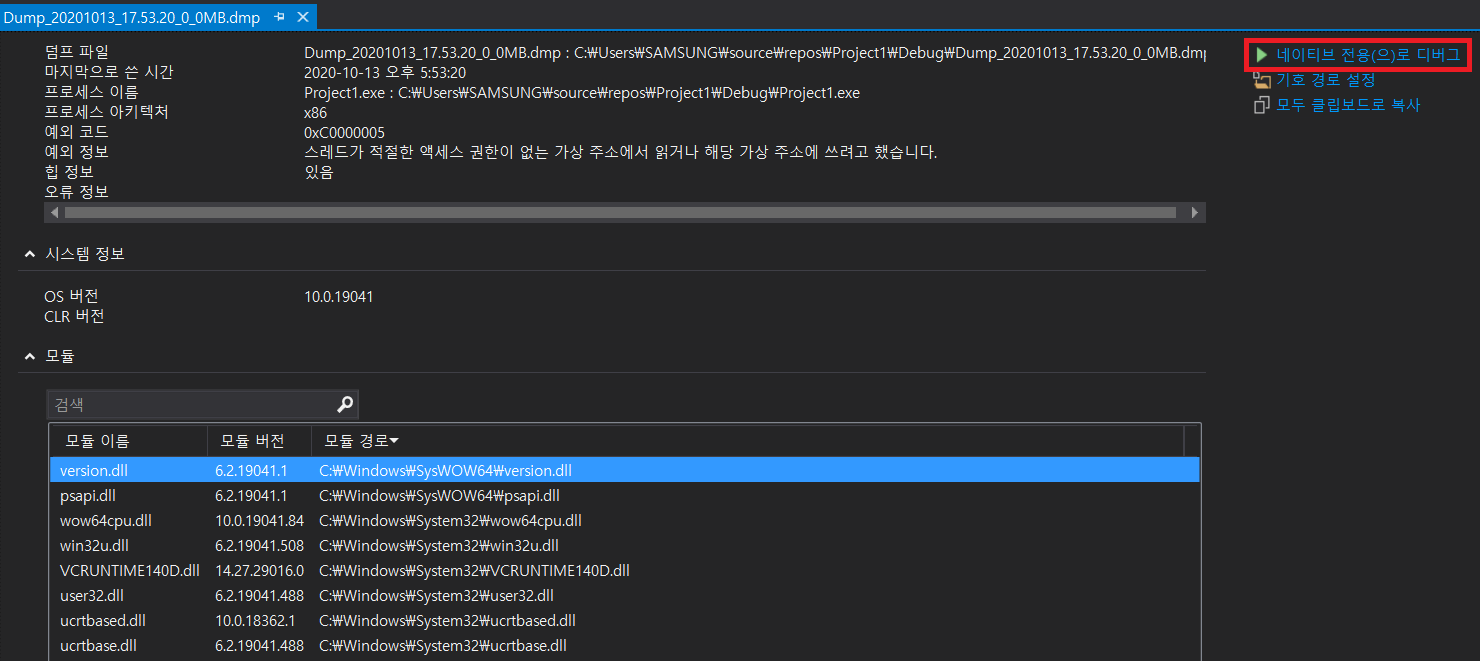 Dump_20201013_17.53.20_0_0MB.dmp
덤프 파일 Dump_20201013_17.53.20_0_0MB.dmp : C:₩Users₩SAMSUNG₩source₩repos₩Project1₩Debug₩Dump_20201013_17.53.20_0_0MB.dmp
네이티브 전용(으)로 디버그
마지막으로 쓴 시간 2020-10-13 오후 5:53:20
기호 경로 설정
프로세스 이름 Project1.exe : C:₩Users₩SAMSUNG₩source₩repos₩Project1₩Debug₩Project1.exe
모두 클립보드로 복사
프로세스 아키텍처 x86
예외 코드 0xC0000005
예외 정보 스레드가 적절한 액세스 권한이 없는 가상 주소에서 읽거나 해당 가상 주소에 쓰려고 했습니다.
힙 정보 있음
오류 정보
시스템 정보
OS 버전 10.0.19041
CLR 버전
모듈
검색
모듈 이름 모듈 버전 모듈 경로
version.dll 6.2.19041.1 C:₩Windows₩SysWOW64₩version.dll
psapi.dll 6.2.19041.1 C:₩Windows₩SysWOW64₩psapi.dll
wow64cpu.dll 10.0.19041.84 C:₩Windows₩System32₩wow64cpu.dll
win32u.dll 6.2.19041.508 C:₩Windows₩System32₩win32u.dll
VCRUNTIME140D.dll 14.27.29016.0 C:₩Windows₩System32₩VCRUNTIME140D.dll
user32.dll 6.2.19041.488 C:₩Windows₩System32₩user32.dll
ucrtbased.dll 10.0.18362.1 C:₩Windows₩System32₩ucrtbased.dll
ucrtbase.dll 6.2.19041.488 C:₩Windows₩System32₩ucrtbase.dll